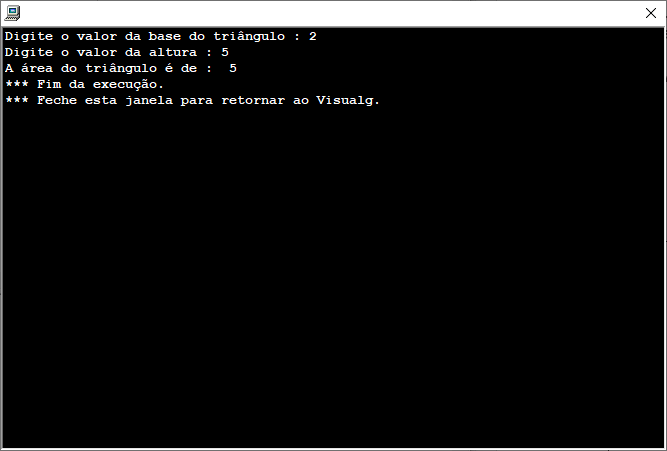 Digite o valor da base do triângulo : 2
Digite o valor da altura : 5
A área do triângulo é de :  5
*** Fim da execução.
*** Feche esta janela para retornar ao Visualg.